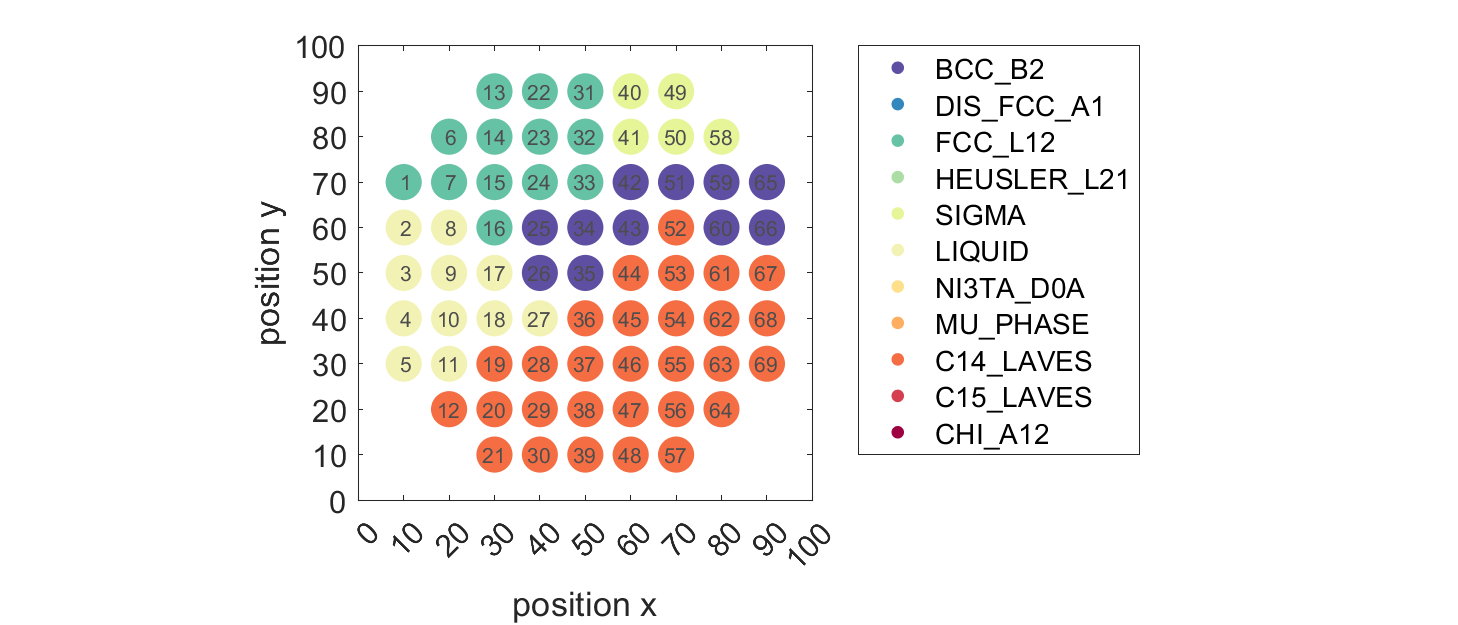 100
90 13 22 31 40 49
80 6 14 23 32 41 50 58
70 1 7 15 24 33 42 51 59 65
60 2 8 16 25 34 43 52 60 66
50 3 9 17 26 35 44 53 61 67
40 4 10 18 27 36 45 54 62 68
30 5 11 19 28 37 46 55 63 69
20 12 20 29 38 47 56 64
10 21 30 39 48 57
0
0 10 20 30 40 50 60 70 80 90 100
position x
position y
BCC_B2
DIS_FCC_A1
FCC_L12
HEUSLER_L21
SIGMA
LIQUID
NI3TA_D0A
MU_PHASE
C14_LAVES
C15_LAVES
CHI_A12